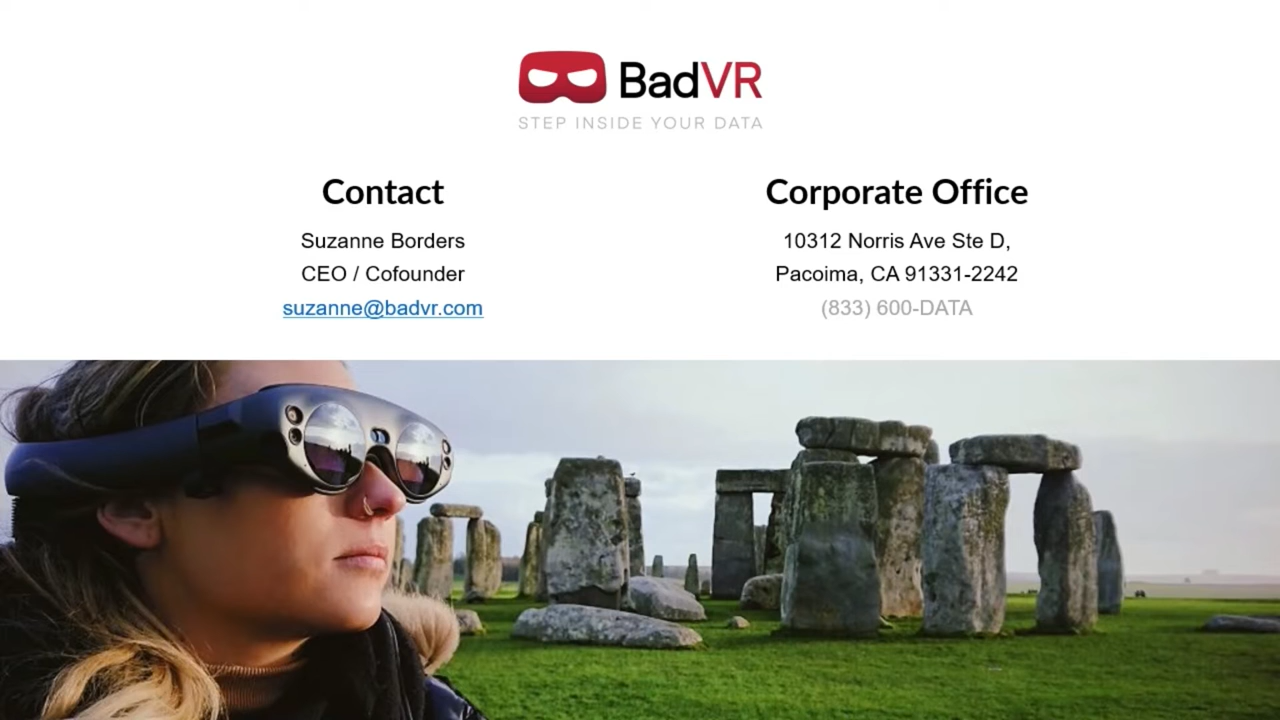 BadVR
STEP INSIDE YOUR DATA
Contact
Suzanne Borders
CEO / Cofounder
suzanne@badvr.com
Corporate Office
10312 Norris Ave Ste D,
Pacoima, CA 91331-2242
(833) 600-DATA